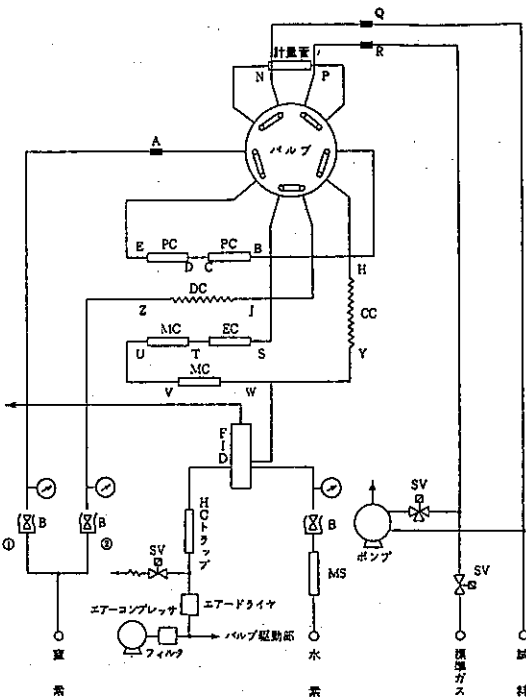 Q
R
計量管
N
P
A
バルブ
E
PC
PC
B
D
C
H
DC
Z
J
CC
MC
EC
U
T
S
Y
MC
V
W
FID
SV
B
B
B
①
②
HCトラップ
ポンプ
SV
MS
SV
エアーコンプレッサ
エアードライヤ
フィルタ
バルブ駆動部
窒素
水素
標準ガス
試料